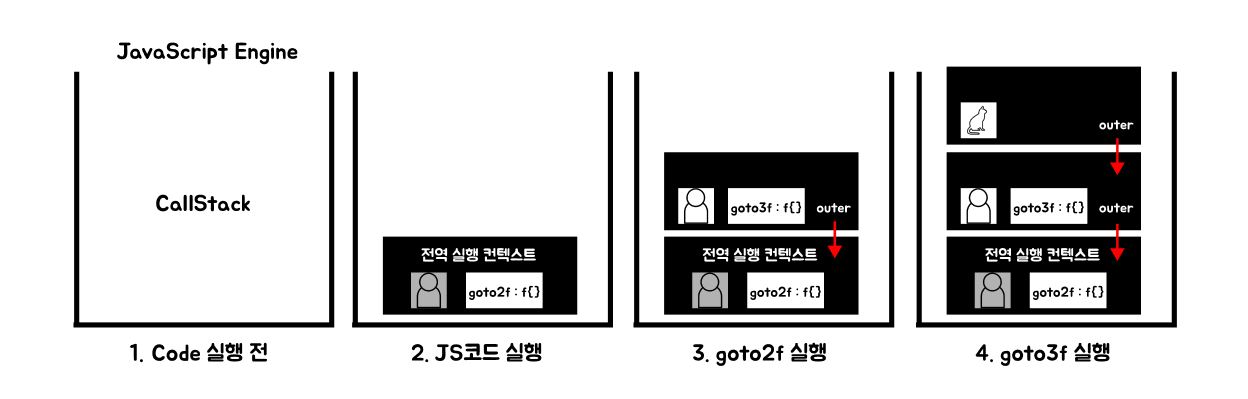 JavaScript Engine
CallStack
1. Code 실행 전
전역 실행 컨텍스트
goto2f : f{}
2. JS코드 실행
goto3f : f{}
outer
전역 실행 컨텍스트
goto2f : f{}
3. goto2f 실행
outer
goto3f : f{}
outer
전역 실행 컨텍스트
goto2f : f{}
4. goto3f 실행